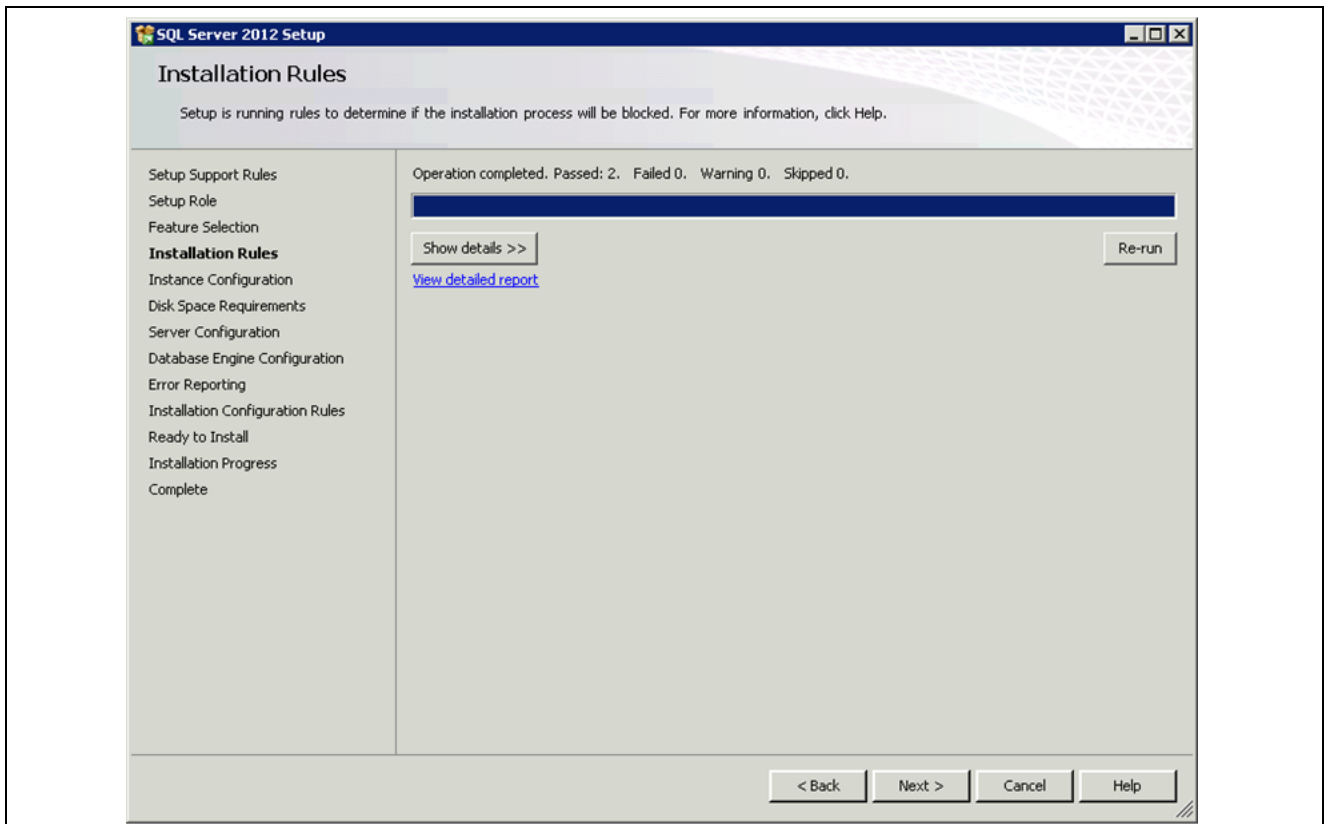 SQL Server 2012 Setup
Installation Rules
Setup is running rules to determine if the installation process will be blocked. For more information, click Help.
Setup Support Rules
Setup Role
Feature Selection
Installation Rules
Instance Configuration
Disk Space Requirements
Server Configuration
Database Engine Configuration
Error Reporting
Installation Configuration Rules
Ready to Install
Installation Progress
Complete
Operation completed. Passed: 2. Failed 0. Warning 0. Skipped 0.
Show details >>
Re-run
View detailed report
< Back
Next >
Cancel
Help